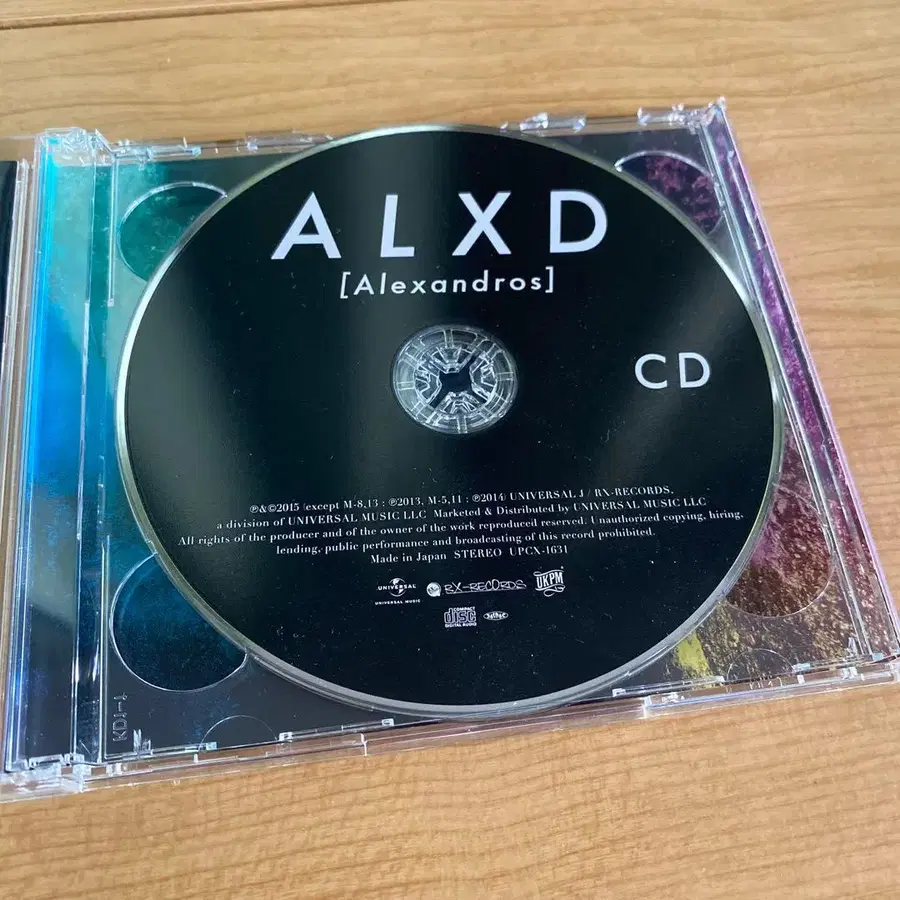 ALXD
[Alexandros]
CD
℗&©2015 (except M-8,13 : ℗2013, M-5,11 : ℗2014) UNIVERSAL J / RX-RECORDS,
a division of UNIVERSAL MUSIC LLC Marketed & Distributed by UNIVERSAL MUSIC LLC
All rights of the producer and of the owner of the work reproduced reserved. Unauthorized copying, hiring,
lending, public performance and broadcasting of this record prohibited.
Made in Japan STEREO UPCX-1631
UNIVERSAL
UNIVERSAL MUSIC
RX-RECORDS
UKPM
COMPACT
disc
DIGITAL AUDIO
KD1-1